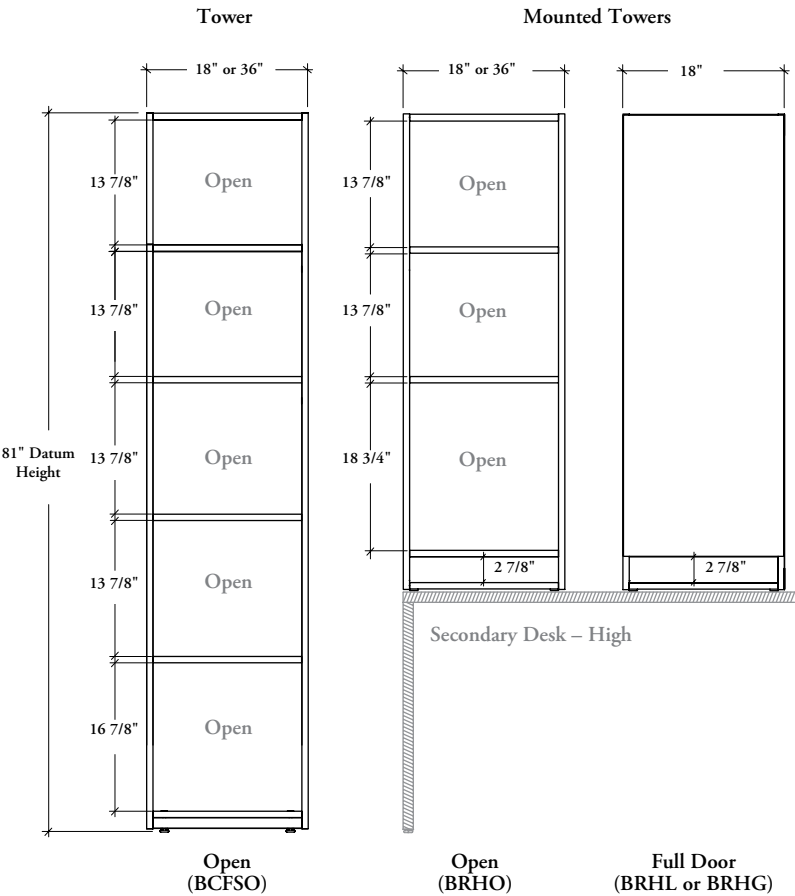 Tower
Mounted Towers
18" or 36"
18" or 36"
18"
13 7/8"
Open
13 7/8"
Open
13 7/8"
Open
13 7/8"
Open
81" Datum
Height
13 7/8"
Open
18 3/4"
Open
2 7/8"
2 7/8"
13 7/8"
Open
Secondary Desk – High
16 7/8"
Open
Open
(BCFSO)
Open
(BRHO)
Full Door
(BRHL or BRHG)